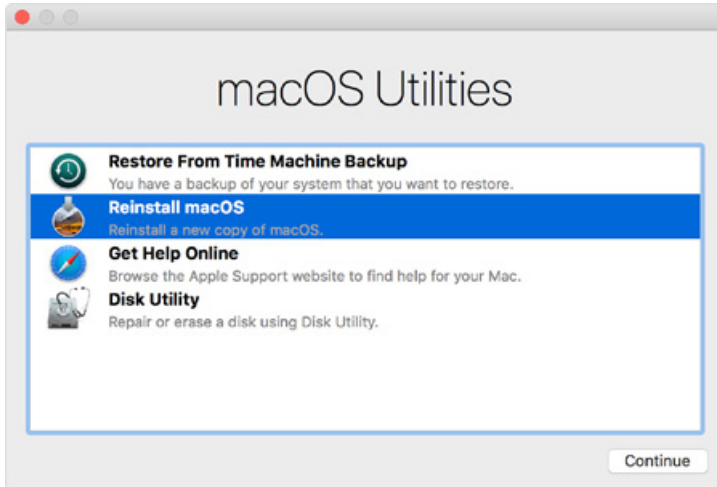 macOS Utilities
Restore From Time Machine Backup
You have a backup of your system that you want to restore.
Reinstall macOS
Reinstall a new copy of macOS.
Get Help Online
Browse the Apple Support website to find help for your Mac.
Disk Utility
Repair or erase a disk using Disk Utility.
Continue